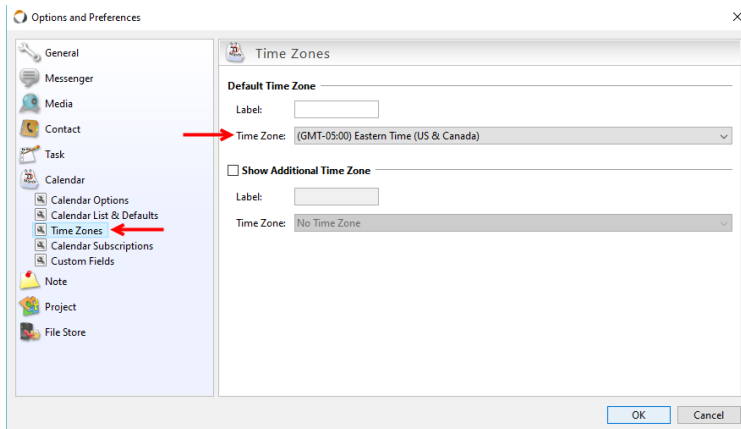 Options and Preferences
General
Messenger
Media
Contact
Task
Calendar
Calendar Options
Calendar List & Defaults
Time Zones
Calendar Subscriptions
Custom Fields
Note
Project
File Store
Time Zones
Default Time Zone
Label:
Time Zone: (GMT-05:00) Eastern Time (US & Canada)
Show Additional Time Zone
Label:
Time Zone: No Time Zone
OK Cancel